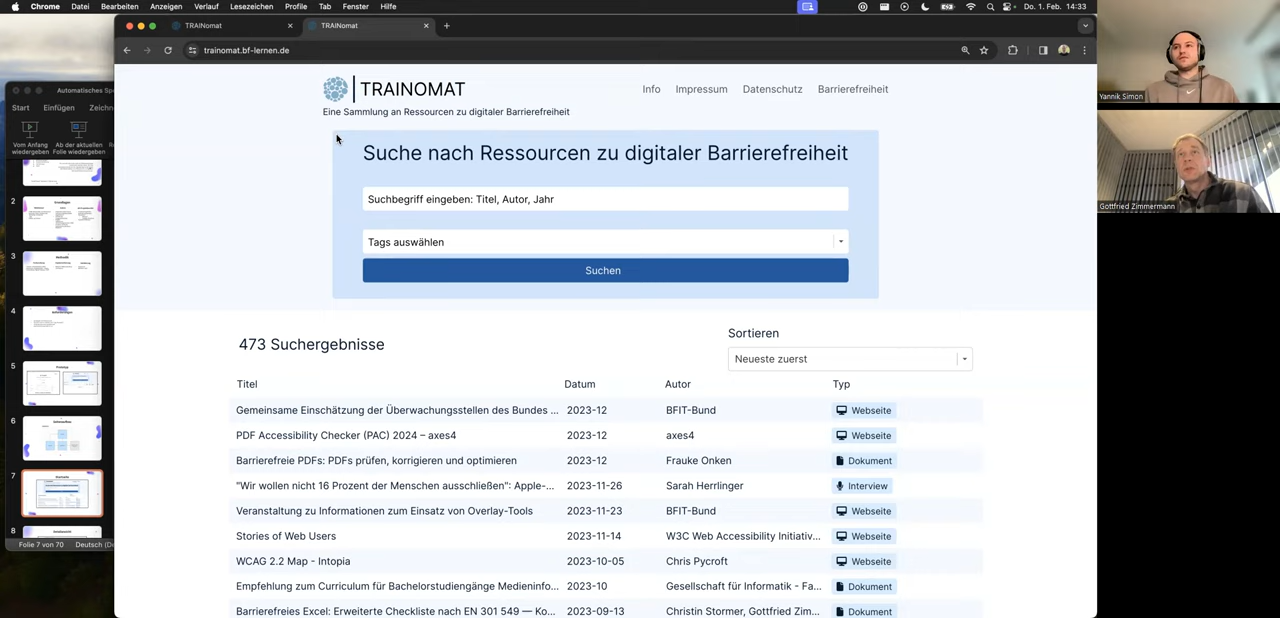 Chrome Datei Bearbeiten Anzeigen Verlauf Lesezeichen Profile Tab Fenster Hilfe Do. 1. Feb. 14:33
TRAINomat TRAINomat
trainomat.bf-lernen.de
Automatisches Sp
Start Einfügen Zeichn
Vom Anfang wiedergeben
Ab der aktuellen Folie wiedergeben
2
3
4
5
6
7
8
Folie 7 von 70 Deutsch (De
TRAINOMAT
Info Impressum Datenschutz Barrierefreiheit
Eine Sammlung an Ressourcen zu digitaler Barrierefreiheit
Suche nach Ressourcen zu digitaler Barrierefreiheit
Suchbegriff eingeben: Titel, Autor, Jahr
Tags auswählen
Suchen
473 Suchergebnisse
Sortieren
Neueste zuerst
Titel Datum Autor Typ
Gemeinsame Einschätzung der Überwachungsstellen des Bundes ... 2023-12 BFIT-Bund Webseite
PDF Accessibility Checker (PAC) 2024 – axes4 2023-12 axes4 Webseite
Barrierefreie PDFs: PDFs prüfen, korrigieren und optimieren 2023-12 Frauke Onken Dokument
"Wir wollen nicht 16 Prozent der Menschen ausschließen": Apple-... 2023-11-26 Sarah Herrlinger Interview
Veranstaltung zu Informationen zum Einsatz von Overlay-Tools 2023-11-23 BFIT-Bund Webseite
Stories of Web Users 2023-11-14 W3C Web Accessibility Initiativ... Webseite
WCAG 2.2 Map - Intopia 2023-10-05 Chris Pycroft Webseite
Empfehlung zum Curriculum für Bachelorstudiengänge Medieninfo... 2023-10 Gesellschaft für Informatik - Fa... Dokument
Barrierefreies Excel: Erweiterte Checkliste nach EN 301 549 — Ko... 2023-09-13 Christin Stormer, Gottfried Zim... Dokument
Yannik Simon
Gottfried Zimmermann